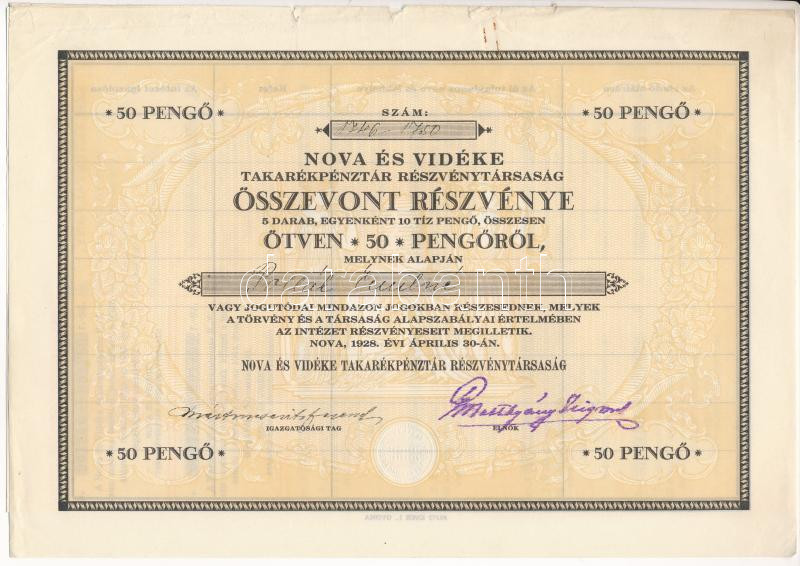 * 50 PENGŐ *
* 50 PENGŐ *
SZÁM:
1746 - 1750
NOVA ÉS VIDÉKE
TAKARÉKPÉNZTÁR RÉSZVÉNYTÁRSASÁG
ÖSSZEVONT RÉSZVÉNYE
5 DARAB, EGYENKÉNT 10 TÍZ PENGŐ, ÖSSZESEN
ÖTVEN * 50 * PENGŐRŐL,
MELYNEK ALAPJÁN
VAGY JOGUTÓDAI MINDAZON JOGOKBAN RÉSZESEDNEK, MELYEK
A TÖRVÉNY ÉS A TÁRSASÁG ALAPSZABÁLYAI ÉRTELMÉBEN
AZ INTÉZET RÉSZVÉNYESEIT MEGILLETIK.
NOVA, 1928. ÉVI ÁPRILIS 30-ÁN.
NOVA ÉS VIDÉKE TAKARÉKPÉNZTÁR RÉSZVÉNYTÁRSASÁG
IGAZGATÓSÁGI TAG
ELNÖK
* 50 PENGŐ *
* 50 PENGŐ *
darabanth